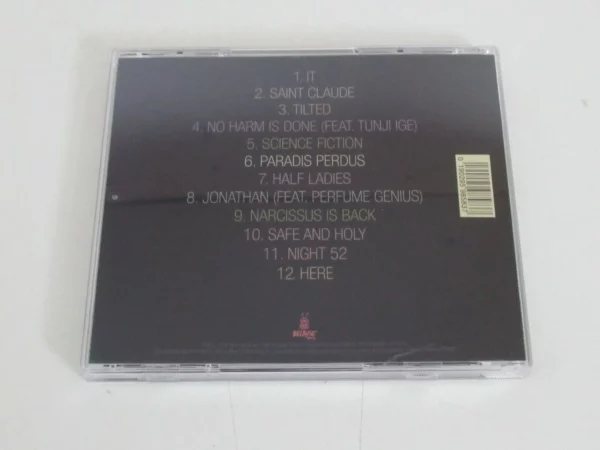 1. IT
2. SAINT CLAUDE
3. TILTED
4. NO HARM IS DONE (FEAT. TUNJI IGE)
5. SCIENCE FICTION
6. PARADIS PERDUS
7. HALF LADIES
8. JONATHAN (FEAT. PERFUME GENIUS)
9. NARCISSUS IS BACK
10. SAFE AND HOLY
11. NIGHT 52
12. HERE
BECAUSE